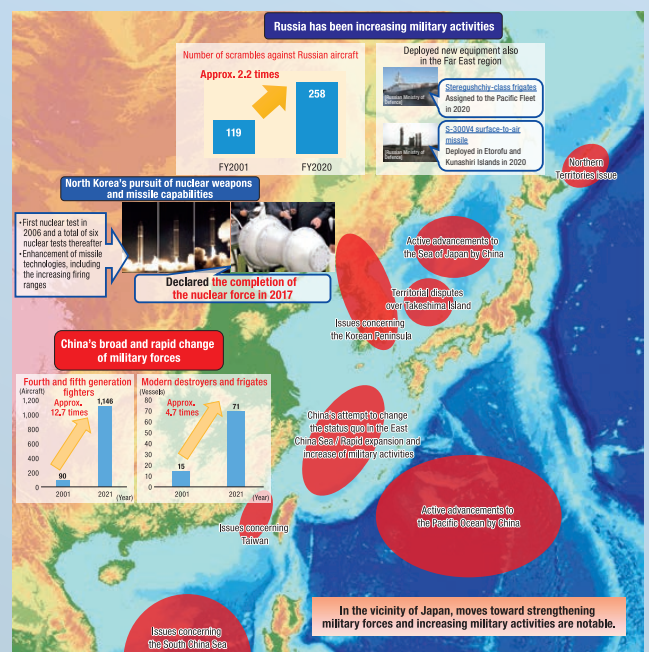 Russia has been increasing military activities
Number of scrambles against Russian aircraft
Approx. 2.2 times
119
258
FY2001
FY2020
Deployed new equipment also
in the Far East region
[Russian Ministry of
Defence]
Steregushchiy-class frigates
Assigned to the Pacific Fleet
in 2020
[Russian Ministry of
Defence]
S-300V4 surface-to-air
missile
Deployed in Etorofu and
Kunashiri Islands in 2020
Northern
Territories Issue
North Korea's pursuit of nuclear weapons
and missile capabilities
・First nuclear test in
2006 and a total of six
nuclear tests thereafter
・Enhancement of missile
technologies, including
the increasing firing
ranges
Declared the completion of
the nuclear force in 2017
Active advancements to
the Sea of Japan by China
Territorial disputes
over Takeshima Island
Issues concerning
the Korean Peninsula
China's broad and rapid change
of military forces
Fourth and fifth generation
fighters
(Aircraft)
1,200
1,000
800
600
400
200
0
Approx.
12.7 times
90
1,146
2001
2021
(Year)
Modern destroyers and frigates
(Vessels)
80
70
60
50
40
30
20
10
0
Approx.
4.7 times
15
71
2001
2021
(Year)
China's attempt to change
the status quo in the East
China Sea / Rapid expansion and
increase of military activities
Active advancements to
the Pacific Ocean by China
Issues concerning
Taiwan
In the vicinity of Japan, moves toward strengthening
military forces and increasing military activities are notable.
Issues concerning
the South China Sea